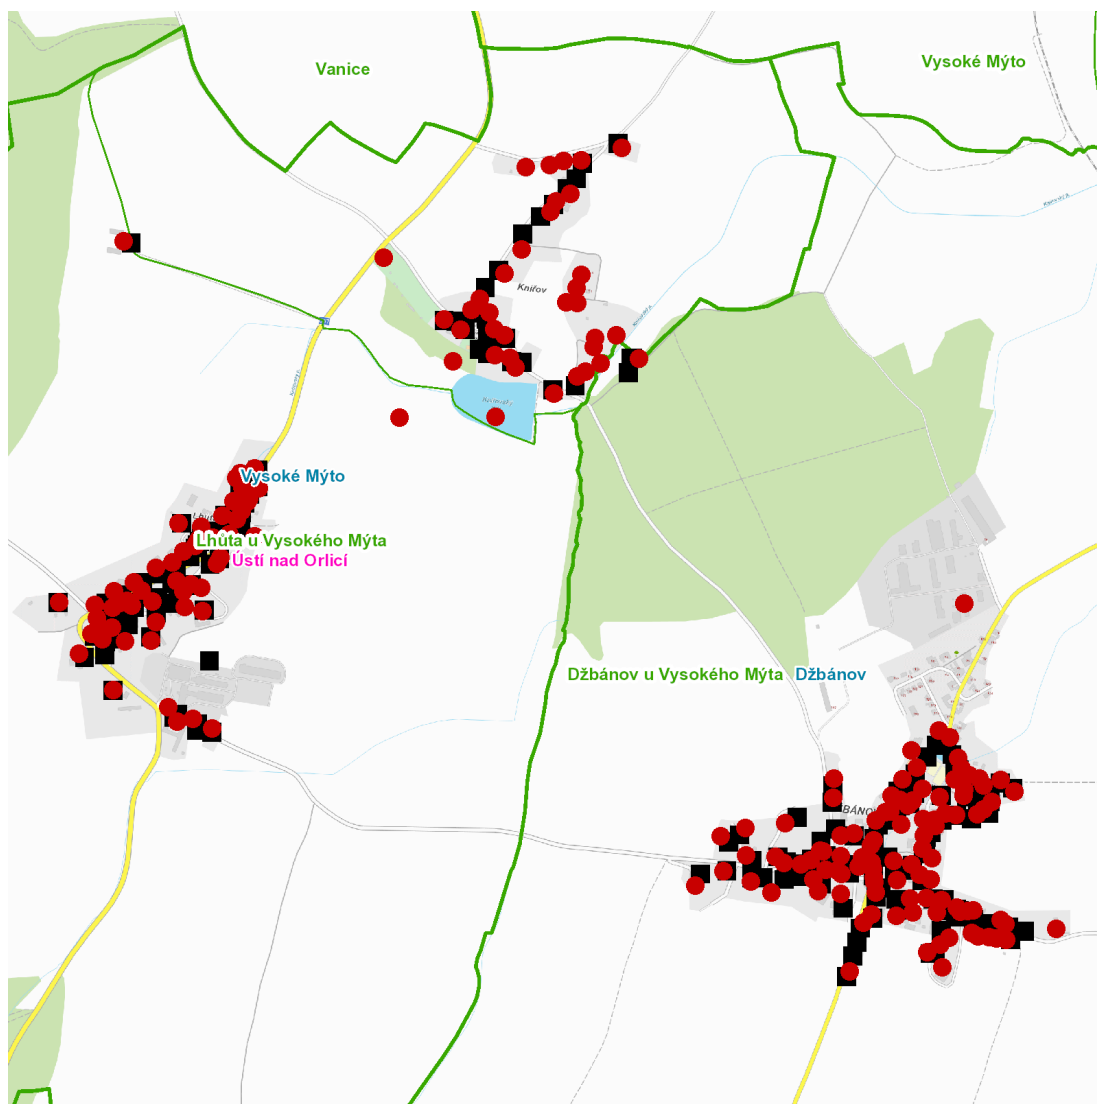 Vanice
Vysoké Mýto
Knířov
Vysoké Mýto
Lhůta u Vysokého Mýta
Ústí nad Orlicí
Džbánov u Vysokého Mýta
Džbánov